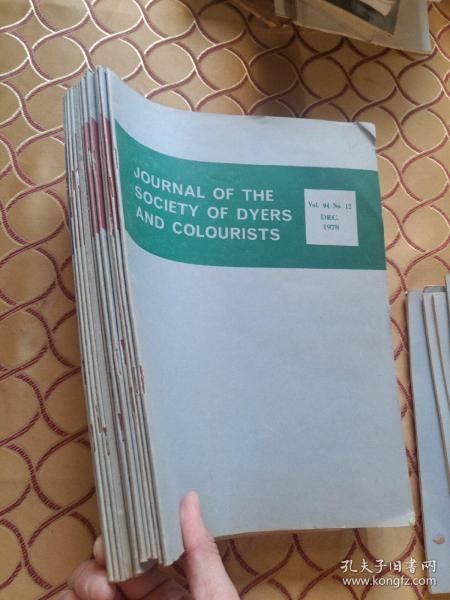 JOURNAL OF THE
SOCIETY OF DYERS
AND COLOURISTS
Vol. 94 No. 12
DEC.
1978
孔夫子旧书网
www.kongfz.com